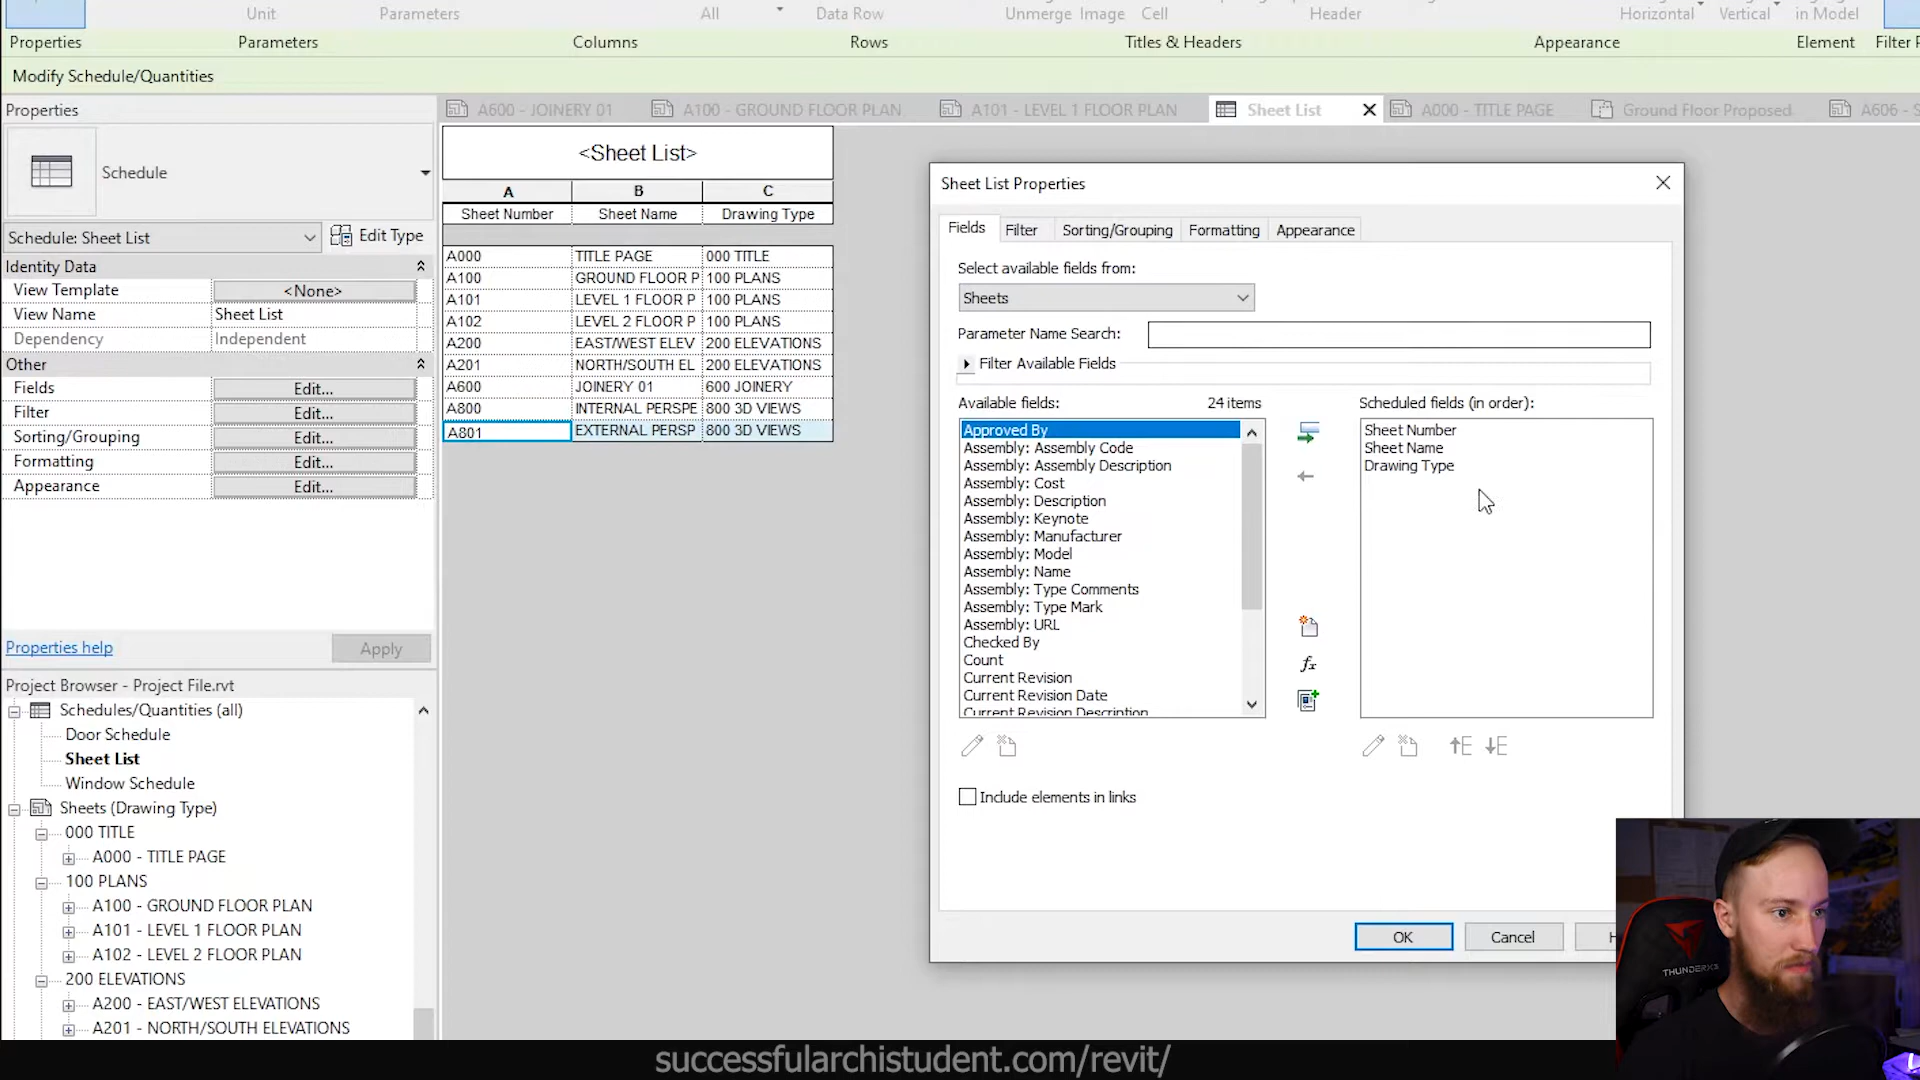 Unit
Parameters
All
Data Row
Unmerge Image Cell
Header
Horizontal
Vertical
in Model
Properties
Parameters
Columns
Rows
Titles & Headers
Appearance
Element
Filter
Modify Schedule/Quantities
Properties
A600 - JOINERY 01
A100 - GROUND FLOOR PLAN
A101 - LEVEL 1 FLOOR PLAN
Sheet List
A000 - TITLE PAGE
Ground Floor Proposed
A606 - S
Schedule
Schedule: Sheet List
Edit Type
Identity Data
View Template
<None>
View Name
Sheet List
Dependency
Independent
Other
Fields
Edit...
Filter
Edit...
Sorting/Grouping
Edit...
Formatting
Edit...
Appearance
Edit...
Properties help
Apply
Project Browser - Project File.rvt
Schedules/Quantities (all)
Door Schedule
Sheet List
Window Schedule
Sheets (Drawing Type)
000 TITLE
A000 - TITLE PAGE
100 PLANS
A100 - GROUND FLOOR PLAN
A101 - LEVEL 1 FLOOR PLAN
A102 - LEVEL 2 FLOOR PLAN
200 ELEVATIONS
A200 - EAST/WEST ELEVATIONS
A201 - NORTH/SOUTH ELEVATIONS
<Sheet List>
A B C
Sheet Number Sheet Name Drawing Type
A000 TITLE PAGE 000 TITLE
A100 GROUND FLOOR P 100 PLANS
A101 LEVEL 1 FLOOR P 100 PLANS
A102 LEVEL 2 FLOOR P 100 PLANS
A200 EAST/WEST ELEV 200 ELEVATIONS
A201 NORTH/SOUTH EL 200 ELEVATIONS
A600 JOINERY 01 600 JOINERY
A800 INTERNAL PERSPE 800 3D VIEWS
A801 EXTERNAL PERSP 800 3D VIEWS
Sheet List Properties
Fields
Filter
Sorting/Grouping
Formatting
Appearance
Select available fields from:
Sheets
Parameter Name Search:
Filter Available Fields
Available fields:
24 items
Approved By
Assembly: Assembly Code
Assembly: Assembly Description
Assembly: Cost
Assembly: Description
Assembly: Keynote
Assembly: Manufacturer
Assembly: Model
Assembly: Name
Assembly: Type Comments
Assembly: Type Mark
Assembly: URL
Checked By
Count
Current Revision
Current Revision Date
Current Revision Description
fx
Scheduled fields (in order):
Sheet Number
Sheet Name
Drawing Type
Include elements in links
OK
Cancel
THUNDERX3
successfularchistudent.com/revit/